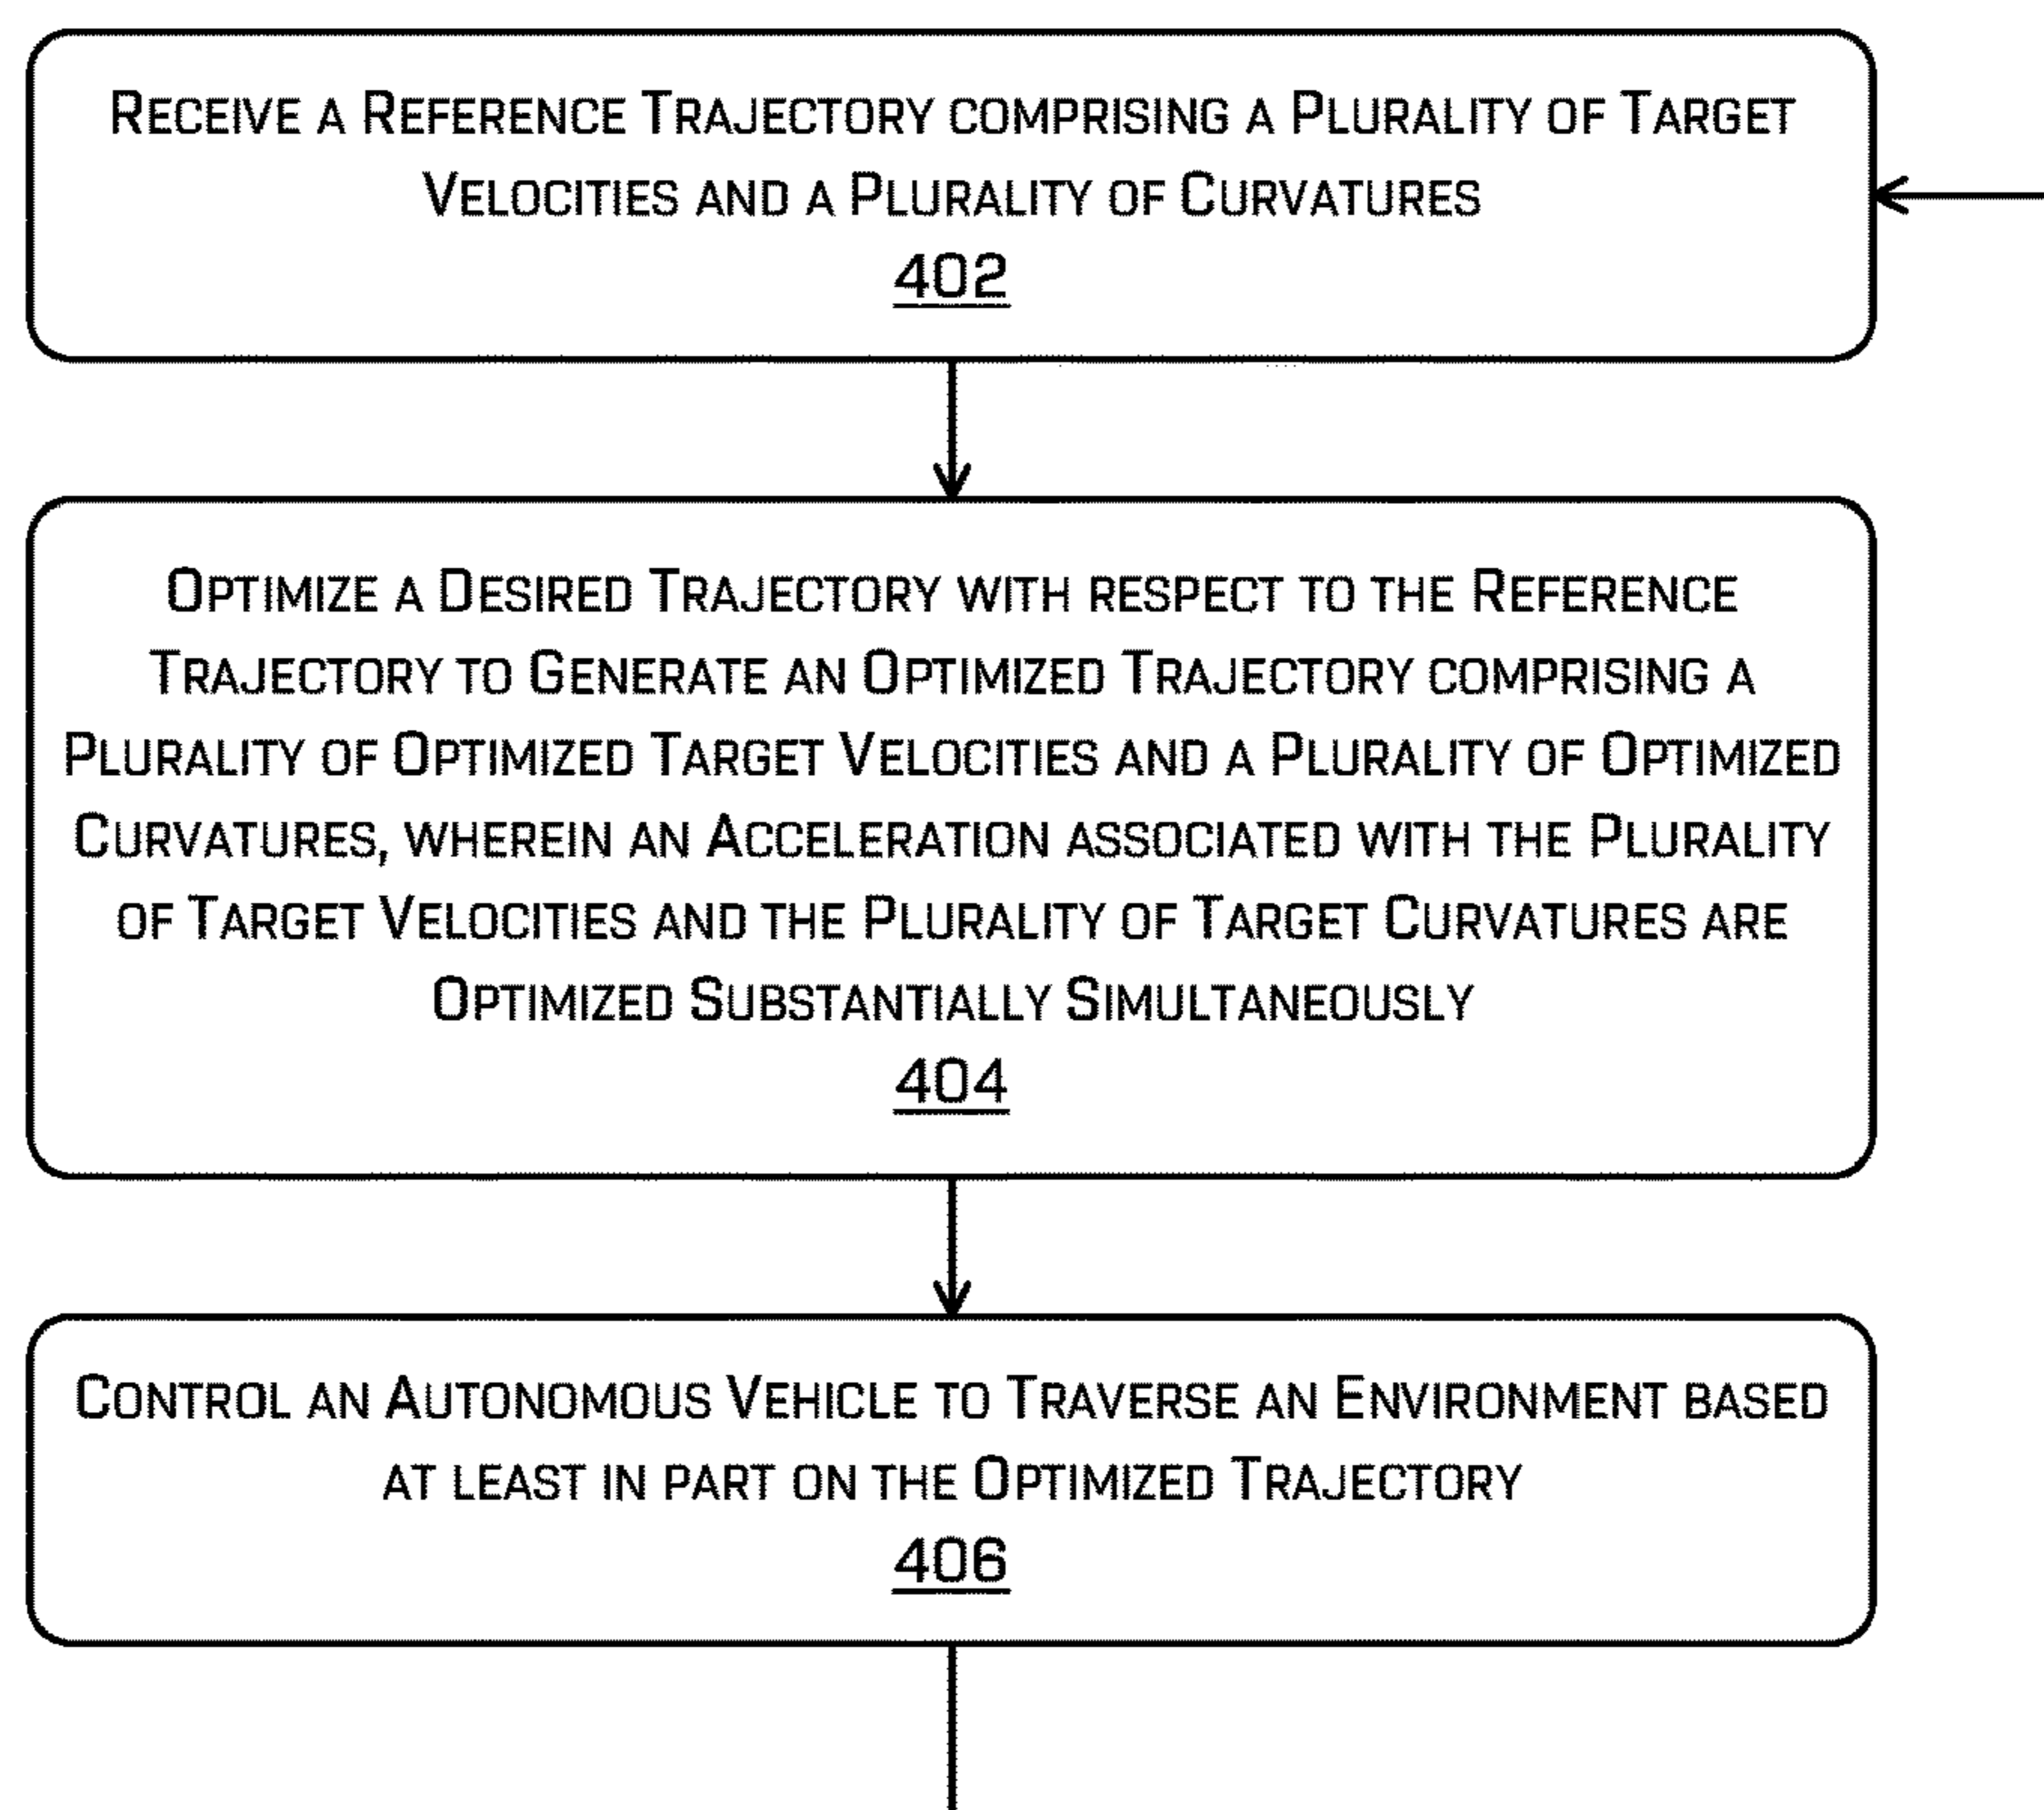 Receive a Reference Trajectory comprising a Plurality of Target
Velocities and a Plurality of Curvatures
402
Optimize a Desired Trajectory with respect to the Reference
Trajectory to Generate an Optimized Trajectory comprising a
Plurality of Optimized Target Velocities and a Plurality of Optimized
Curvatures, wherein an Acceleration associated with the Plurality
of Target Velocities and the Plurality of Target Curvatures are
Optimized Substantially Simultaneously
404
Control an Autonomous Vehicle to Traverse an Environment based
at least in part on the Optimized Trajectory
406